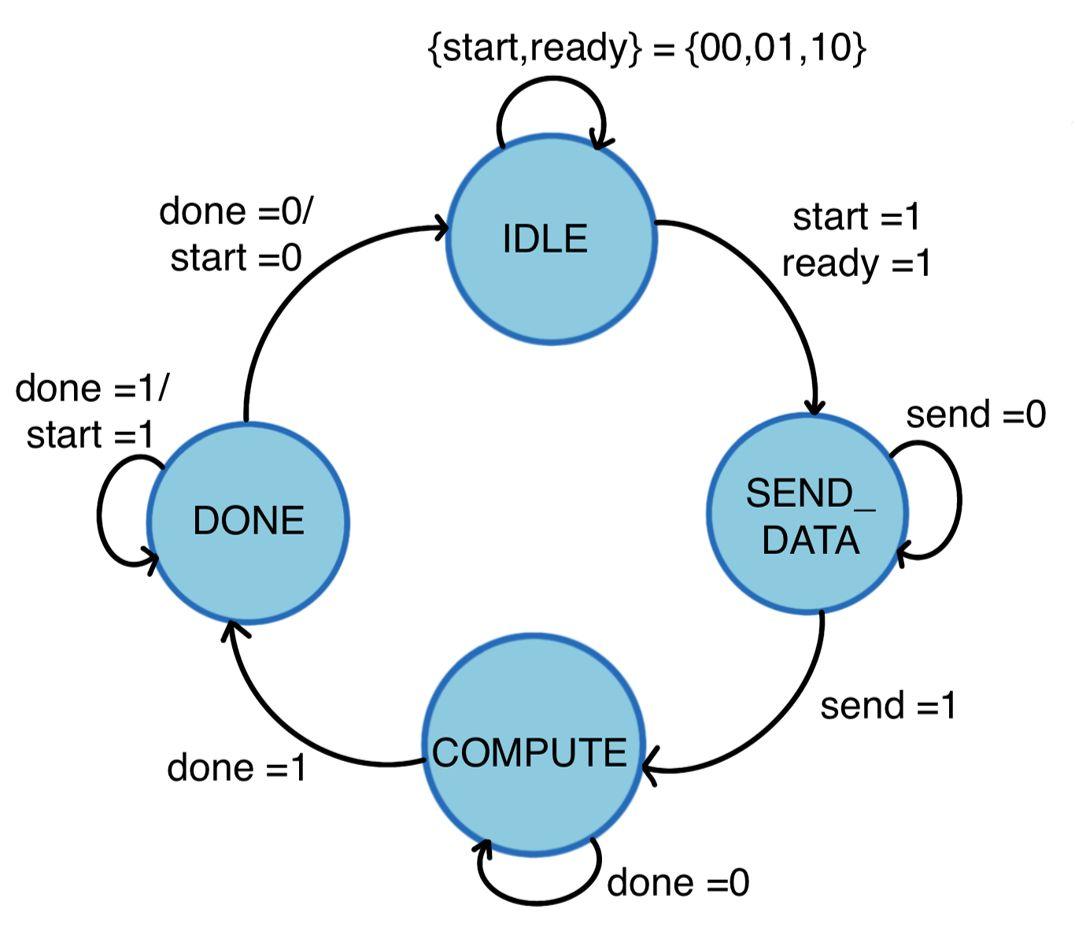 {start,ready} = {00,01,10}
IDLE
done =0/
start =0
start =1
ready =1
done =1/
start =1
send =0
DONE
SEND_
DATA
send =1
COMPUTE
done =1
done =0